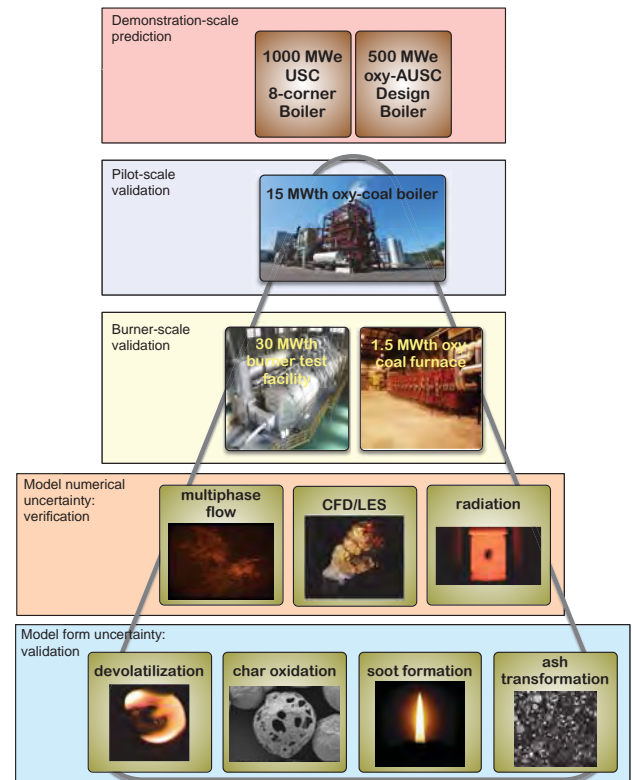 Demonstration-scale
prediction
1000 MWe
USC
8-corner
Boiler
500 MWe
oxy-AUSC
Design
Boiler
Pilot-scale
validation
15 MWth oxy-coal boiler
Burner-scale
validation
30 MWth
burner test
facility
1.5 MWth oxy-
coal furnace
Model numerical
uncertainty:
verification
multiphase
flow
CFD/LES
radiation
Model form uncertainty:
validation
devolatilization
char oxidation
soot formation
ash
transformation